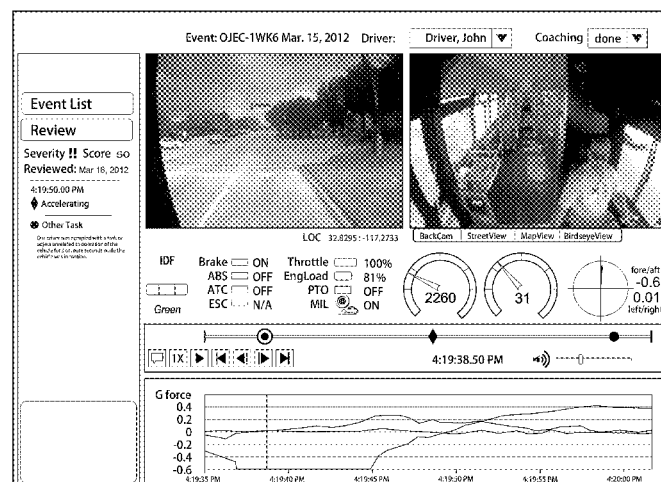 Event: OJEC-1WK6 Mar. 15, 2012 Driver: Driver, John Coaching done
Event List
Review
Severity !! Score so
Reviewed: Mar 16, 2012
4:19:50.00 PM
Accelerating
Other Task
LOC 32.8295 : -117.2733
BackCam StreetView MapView BirdseyeView
IDF
Green
Brake ON
ABS OFF
ATC OFF
ESC N/A
Throttle 100%
EngLoad 81%
PTO OFF
MIL ON
2260
31
fore/aft
-0.6
0.01
left/right
1X
4:19:38.50 PM
G force
0.4
0.2
0
-0.2
-0.4
-0.6
4:19:35 PM 4:19:40 PM 4:19:45 PM 4:19:50 PM 4:19:55 PM 4:20:00 PM